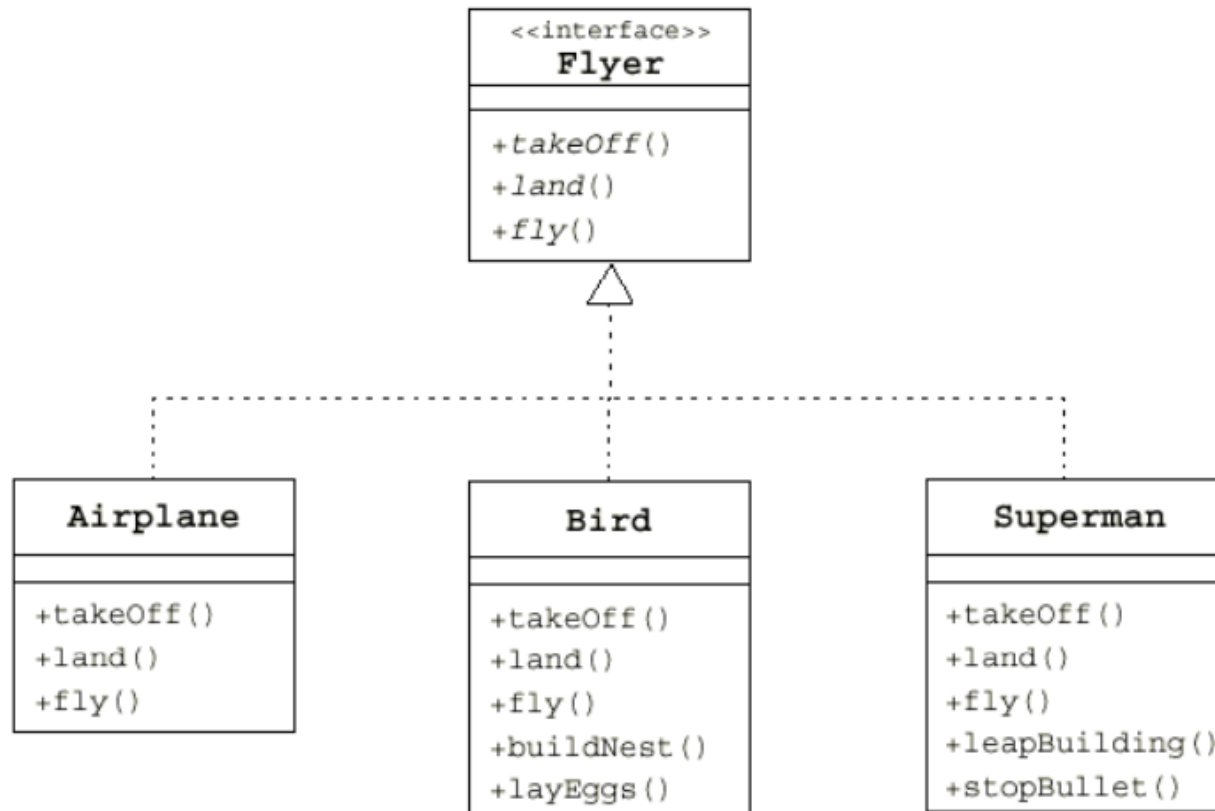 <<interface>>
Flyer
+takeOff()
+land()
+fly()
Airplane
+takeOff()
+land()
+fly()
Bird
+takeOff()
+land()
+fly()
+buildNest()
+layEggs()
Superman
+takeOff()
+land()
+fly()
+leapBuilding()
+stopBullet()